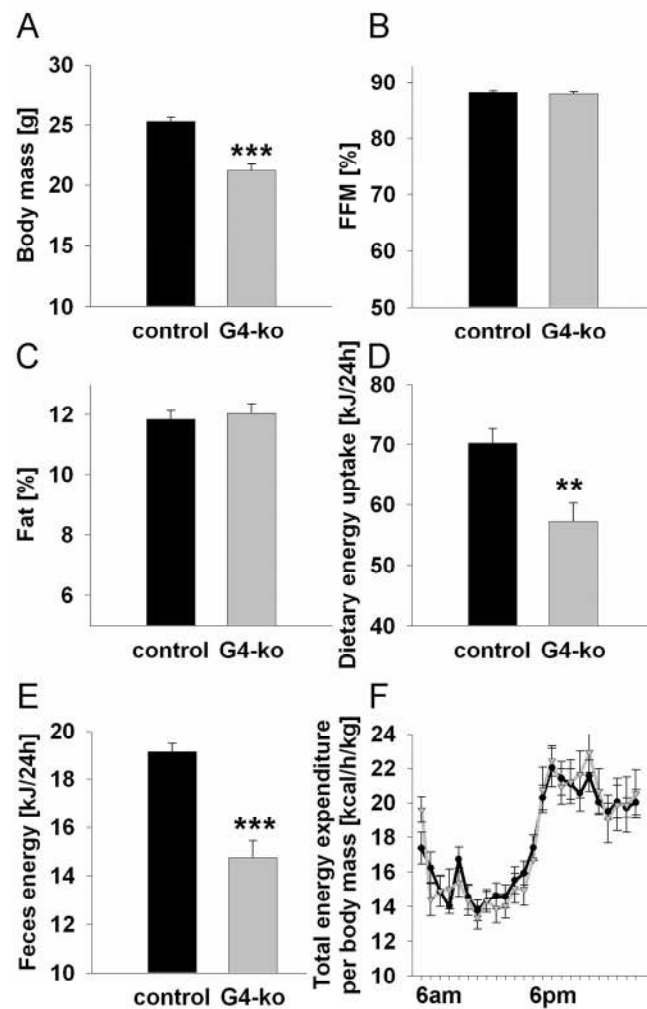 A
Body mass [g]
30
25
20
15
10
***
control G4-ko
B
FFM [%]
90
80
70
60
50
control G4-ko
C
Fat [%]
12
10
8
6
control G4-ko
D
Dietary energy uptake [kJ/24h]
80
70
60
50
40
**
control G4-ko
E
Feces energy [kJ/24h]
20
18
16
14
12
10
***
control G4-ko
F
Total energy expenditure
per body mass [kcal/h/kg]
24
22
20
18
16
14
12
10
6am 6pm